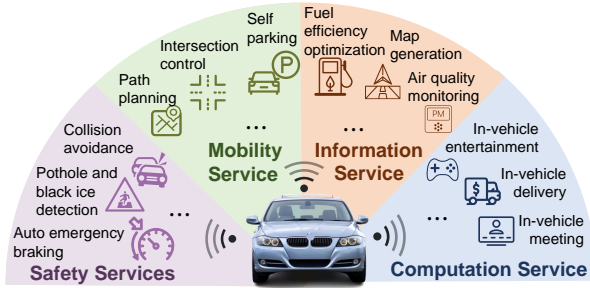 Self
parking
Intersection
control
Path
planning
P
Mobility
Service
Fuel
efficiency
optimization
Map
generation
Air quality
monitoring
PM
...
...
Information
Service
Collision
avoidance
Pothole and
black ice
detection
Auto emergency
braking
...
Safety Services
In-vehicle
entertainment
In-vehicle
delivery
$
In-vehicle
meeting
...
Computation Service